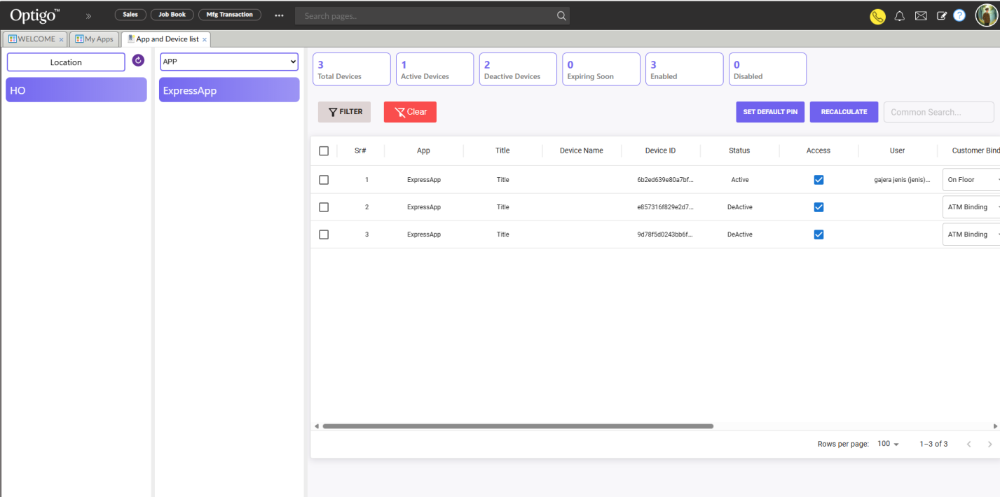 Optigo™ » Sales Job Book Mfg Transaction ••• Search pages.. ?
WELCOME × My Apps App and Device list ×
Location
HO
APP
ExpressApp
3 1 2 0 3 0
Total Devices Active Devices Deactive Devices Expiring Soon Enabled Disabled
FILTER Clear SET DEFAULT PIN RECALCULATE Common Search...
Sr# App Title Device Name Device ID Status Access User Customer Bind
1 ExpressApp Title 6b2ed639e80a7bf... Active gajera jenis (jenis)... On Floor
2 ExpressApp Title e857316f829e2d7... DeActive ATM Binding
3 ExpressApp Title 9d78f5d0243bb6f... DeActive ATM Binding
Rows per page: 100 1–3 of 3